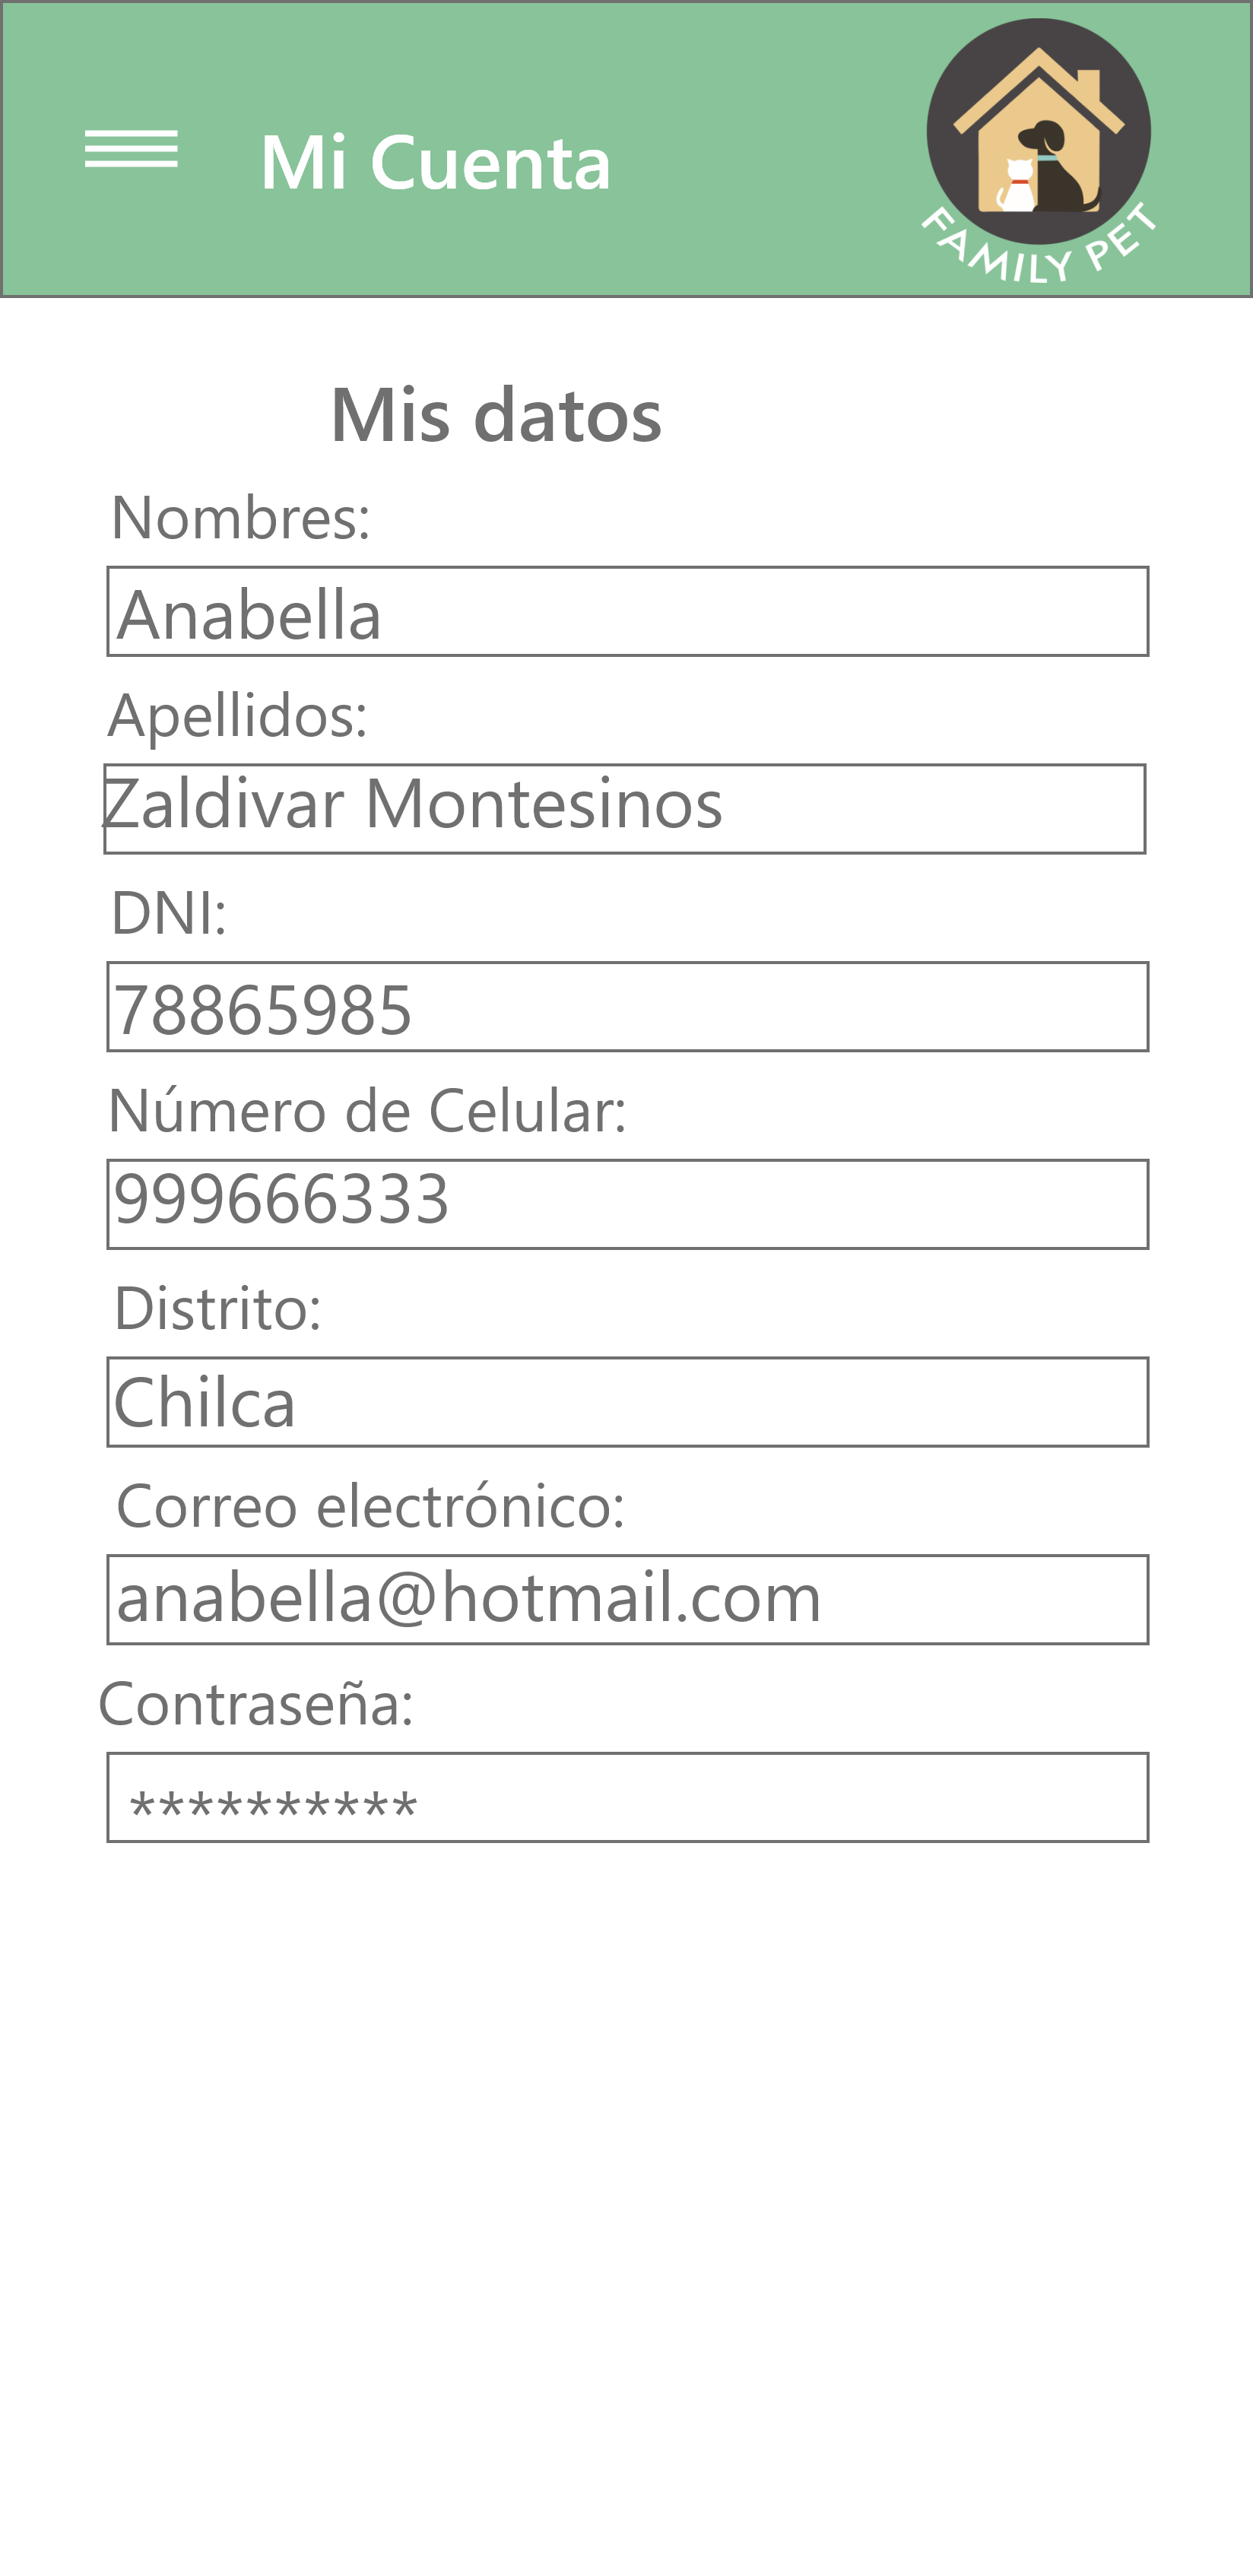 Mi Cuenta
FAMILY PET
Mis datos
Nombres:
Anabella
Apellidos:
Zaldivar Montesinos
DNI:
78865985
Número de Celular:
999666333
Distrito:
Chilca
Correo electrónico:
anabella@hotmail.com
Contraseña:
**********